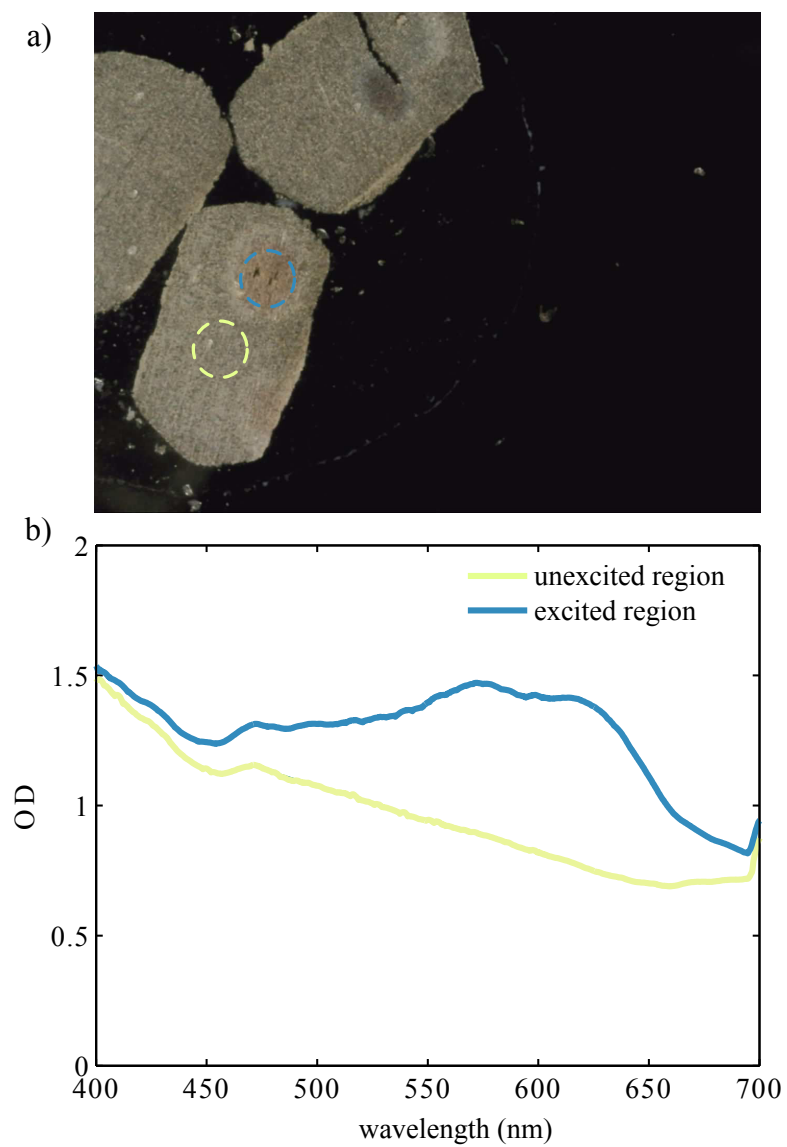 a)
b)
2
1.5
1
0.5
0
OD
unexcited region
excited region
400 450 500 550 600 650 700
wavelength (nm)